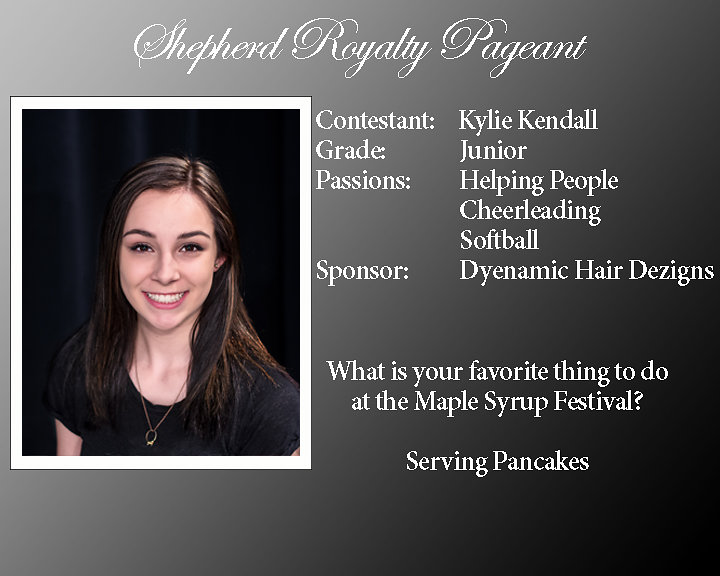 Shepherd Royalty Pageant
Contestant: Kylie Kendall
Grade: Junior
Passions: Helping People
Cheerleading
Softball
Sponsor: Dyenamic Hair Dezigns
What is your favorite thing to do
at the Maple Syrup Festival?
Serving Pancakes